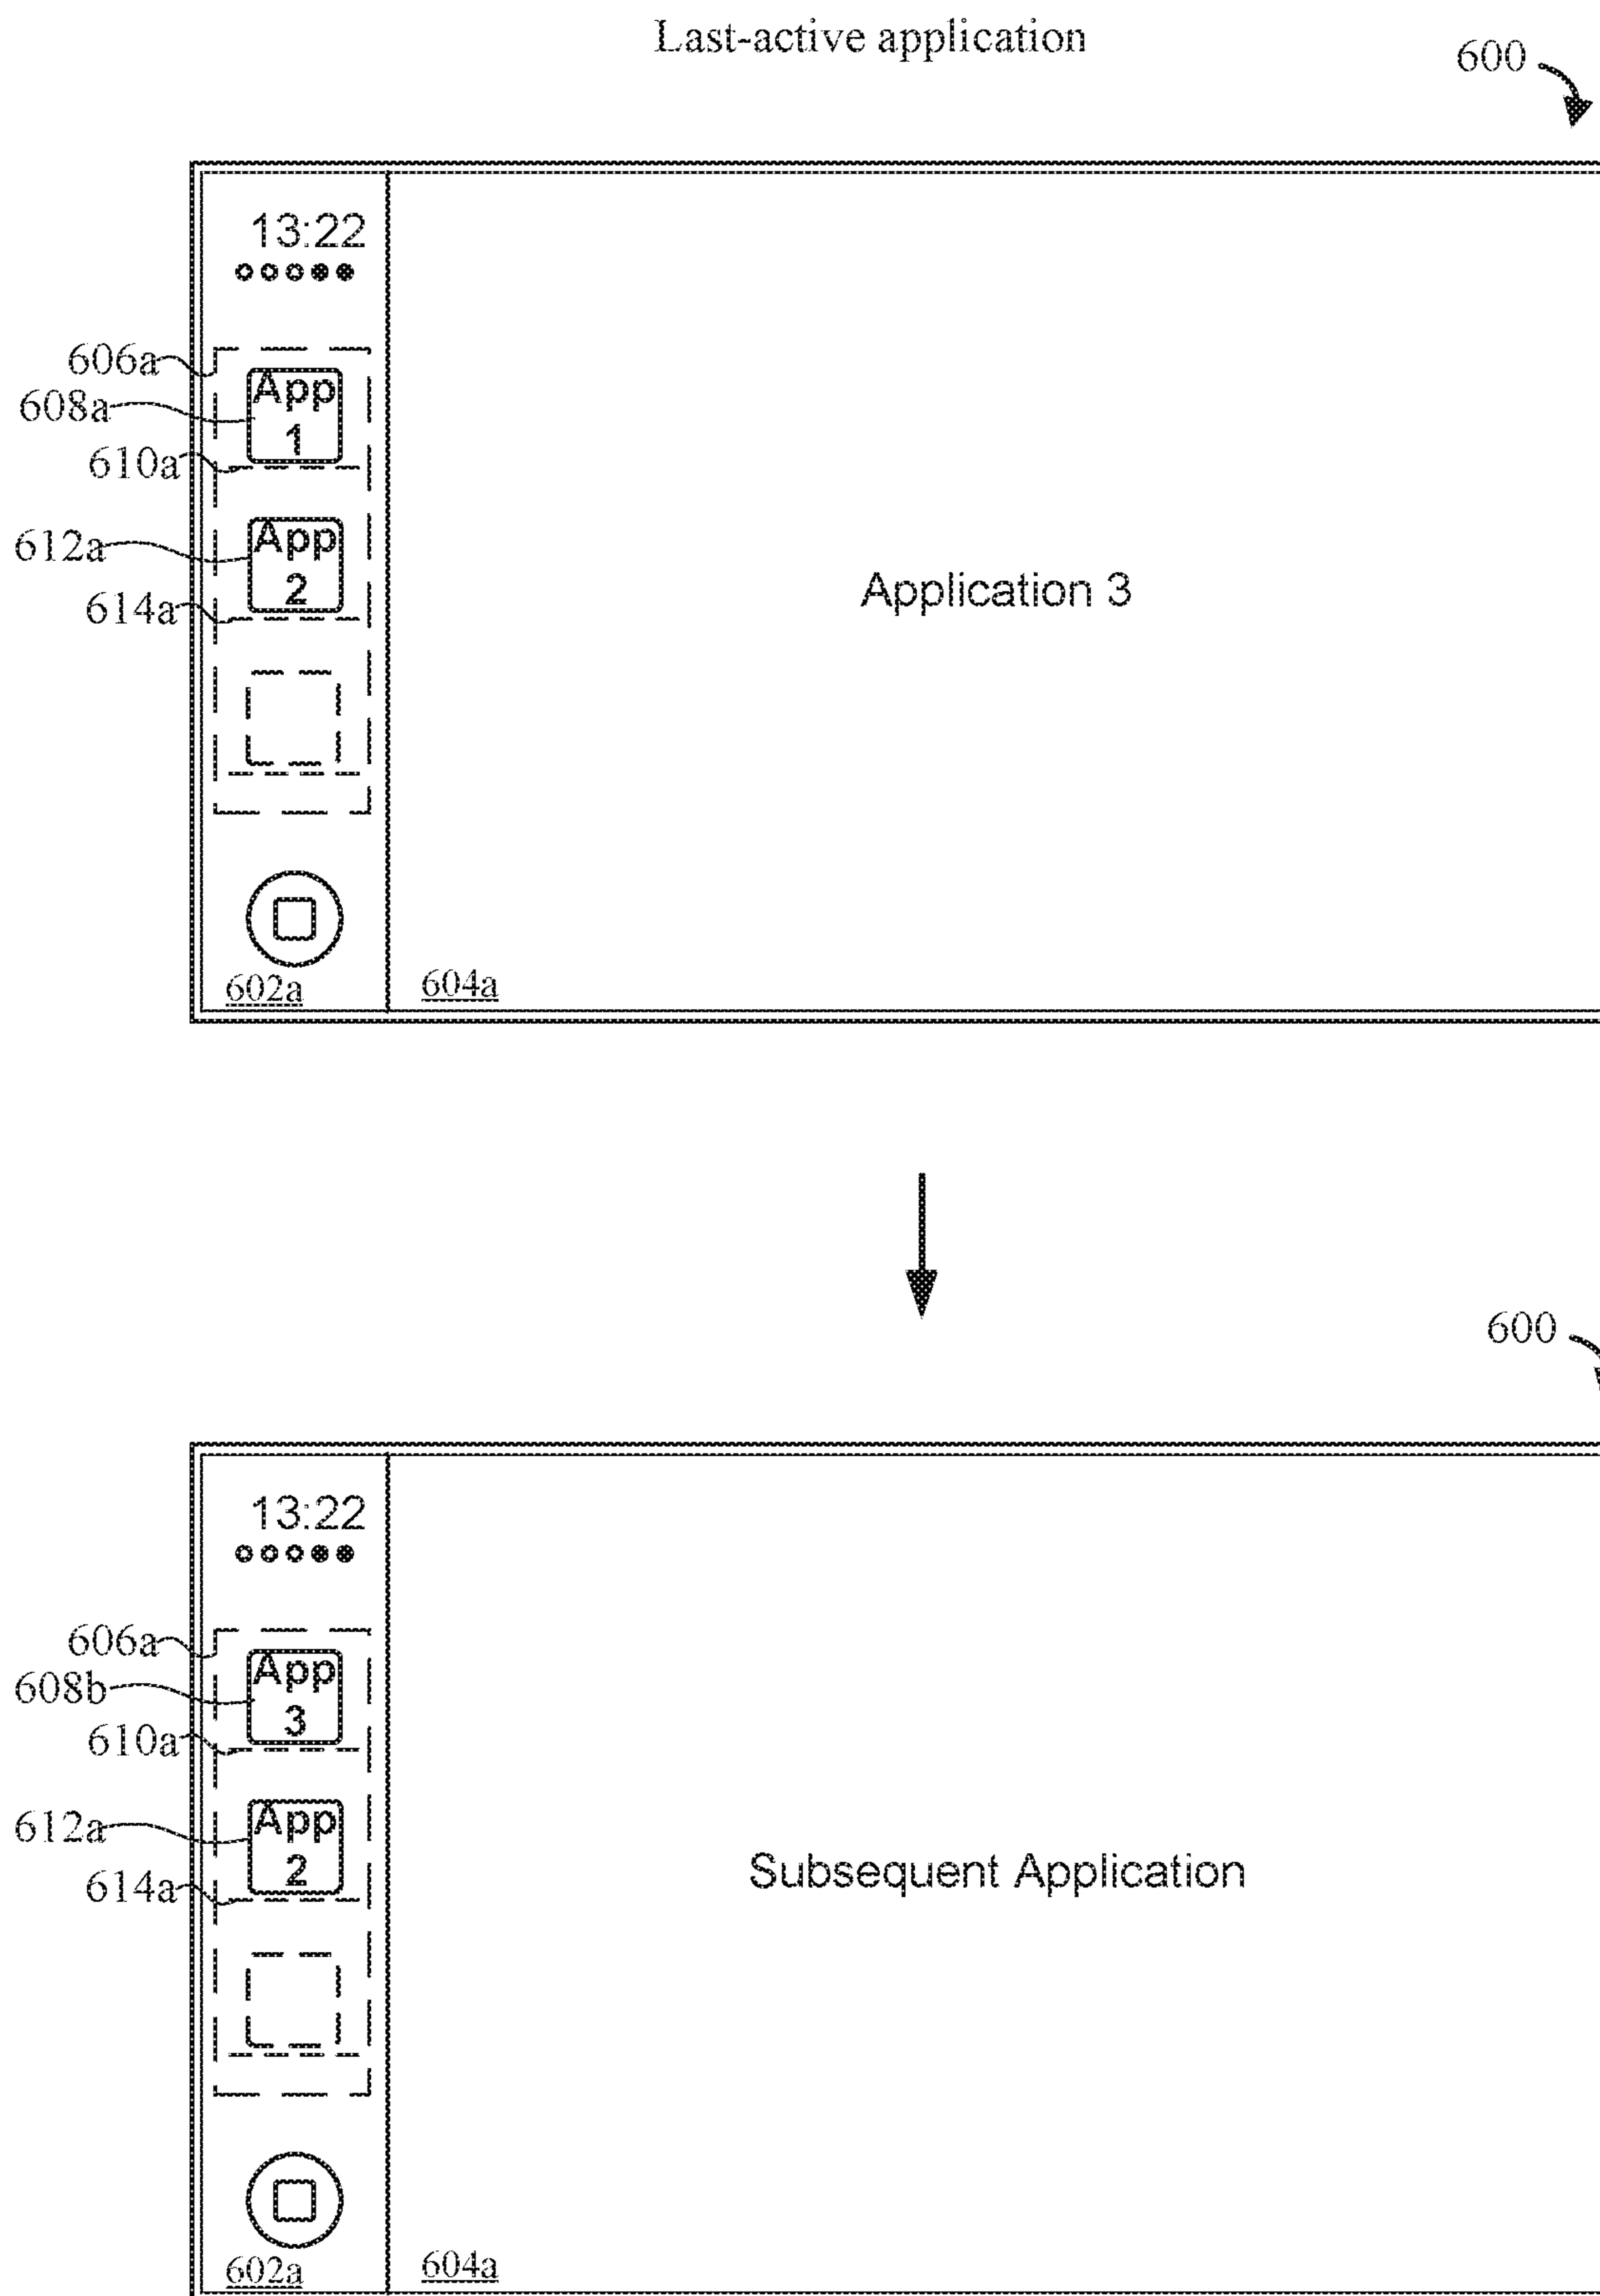 Last-active application
600
13:22
606a
App
608a
1
610a
App
612a
2
614a
Application 3
602a
604a
600
13:22
606a
App
608b
3
610a
App
612a
2
614a
Subsequent Application
602a
604a